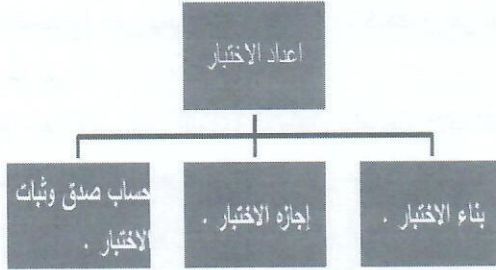 اعداد الاختبار
بناء الاختبار .
إجازه الاختبار .
حساب صدق وثبات
الاختبار .